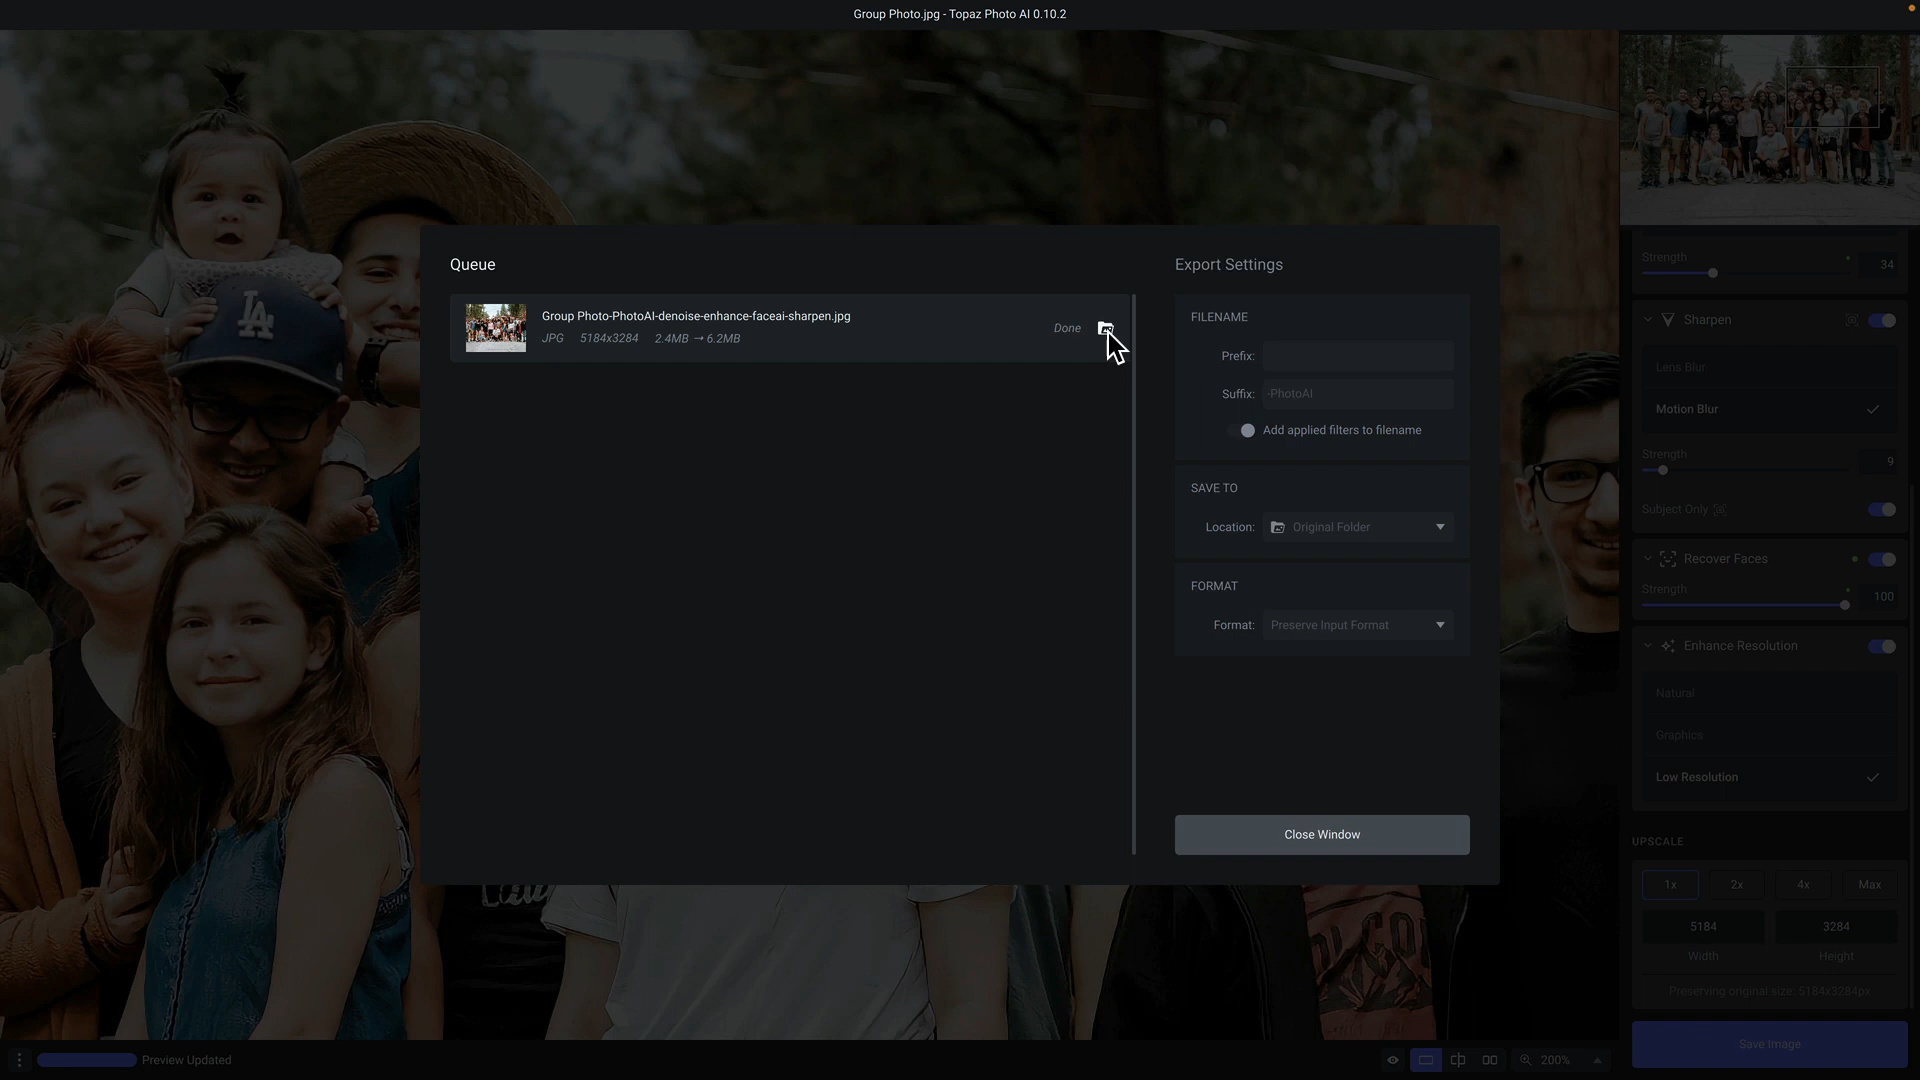 Group Photo.jpg - Topaz Photo AI 0.10.2
LA
Queue
Group Photo-PhotoAI-denoise-enhance-faceai-sharpen.jpg
JPG 5184x3284 2.4MB → 6.2MB
Done
Export Settings
FILENAME
Prefix:
Suffix: -PhotoAI
Add applied filters to filename
SAVE TO
Location: Original Folder
FORMAT
Format: Preserve Input Format
Close Window
Strength 34
Sharpen
Lens Blur
Motion Blur
Strength 9
Subject Only
Recover Faces
Strength 100
Enhance Resolution
Natural
Graphics
Low Resolution
UPSCALE
1x 2x 4x Max
5184 3284
Width Height
Preserving original size: 5184x3284px
Save Image
Preview Updated
200%